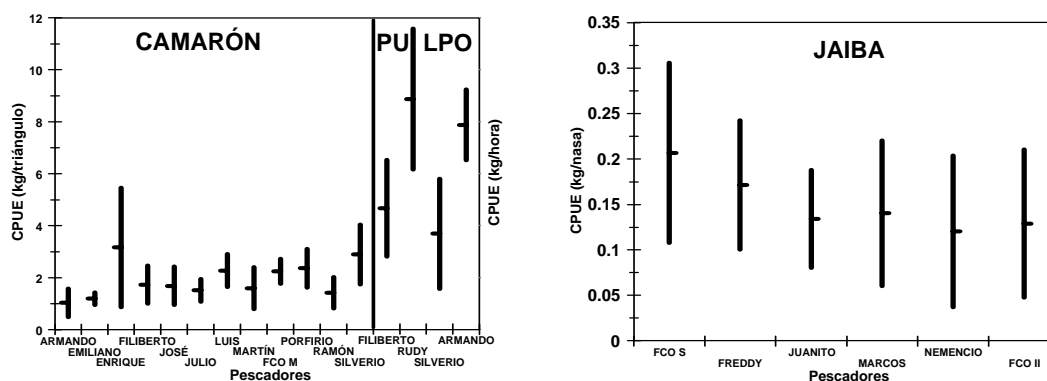 12
10
8
6
4
2
0
CPUE (kg/triángulo)
CAMARÓN
PU LPO
CPUE (kg/hora)
ARMANDO FILIBERTO LUIS PORFIRIO FILIBERTO ARMANDO
EMILIANO JOSÉ MARTÍN RAMÓN RUDY
ENRIQUE JULIO FCO M SILVERIO SILVERIO
Pescadores
0.35
0.3
0.25
0.2
0.15
0.1
0.05
0
CPUE (kg/nasa)
JAIBA
FCO S JUANITO NEMENCIO
FREDDY MARCOS FCO II
Pescadores